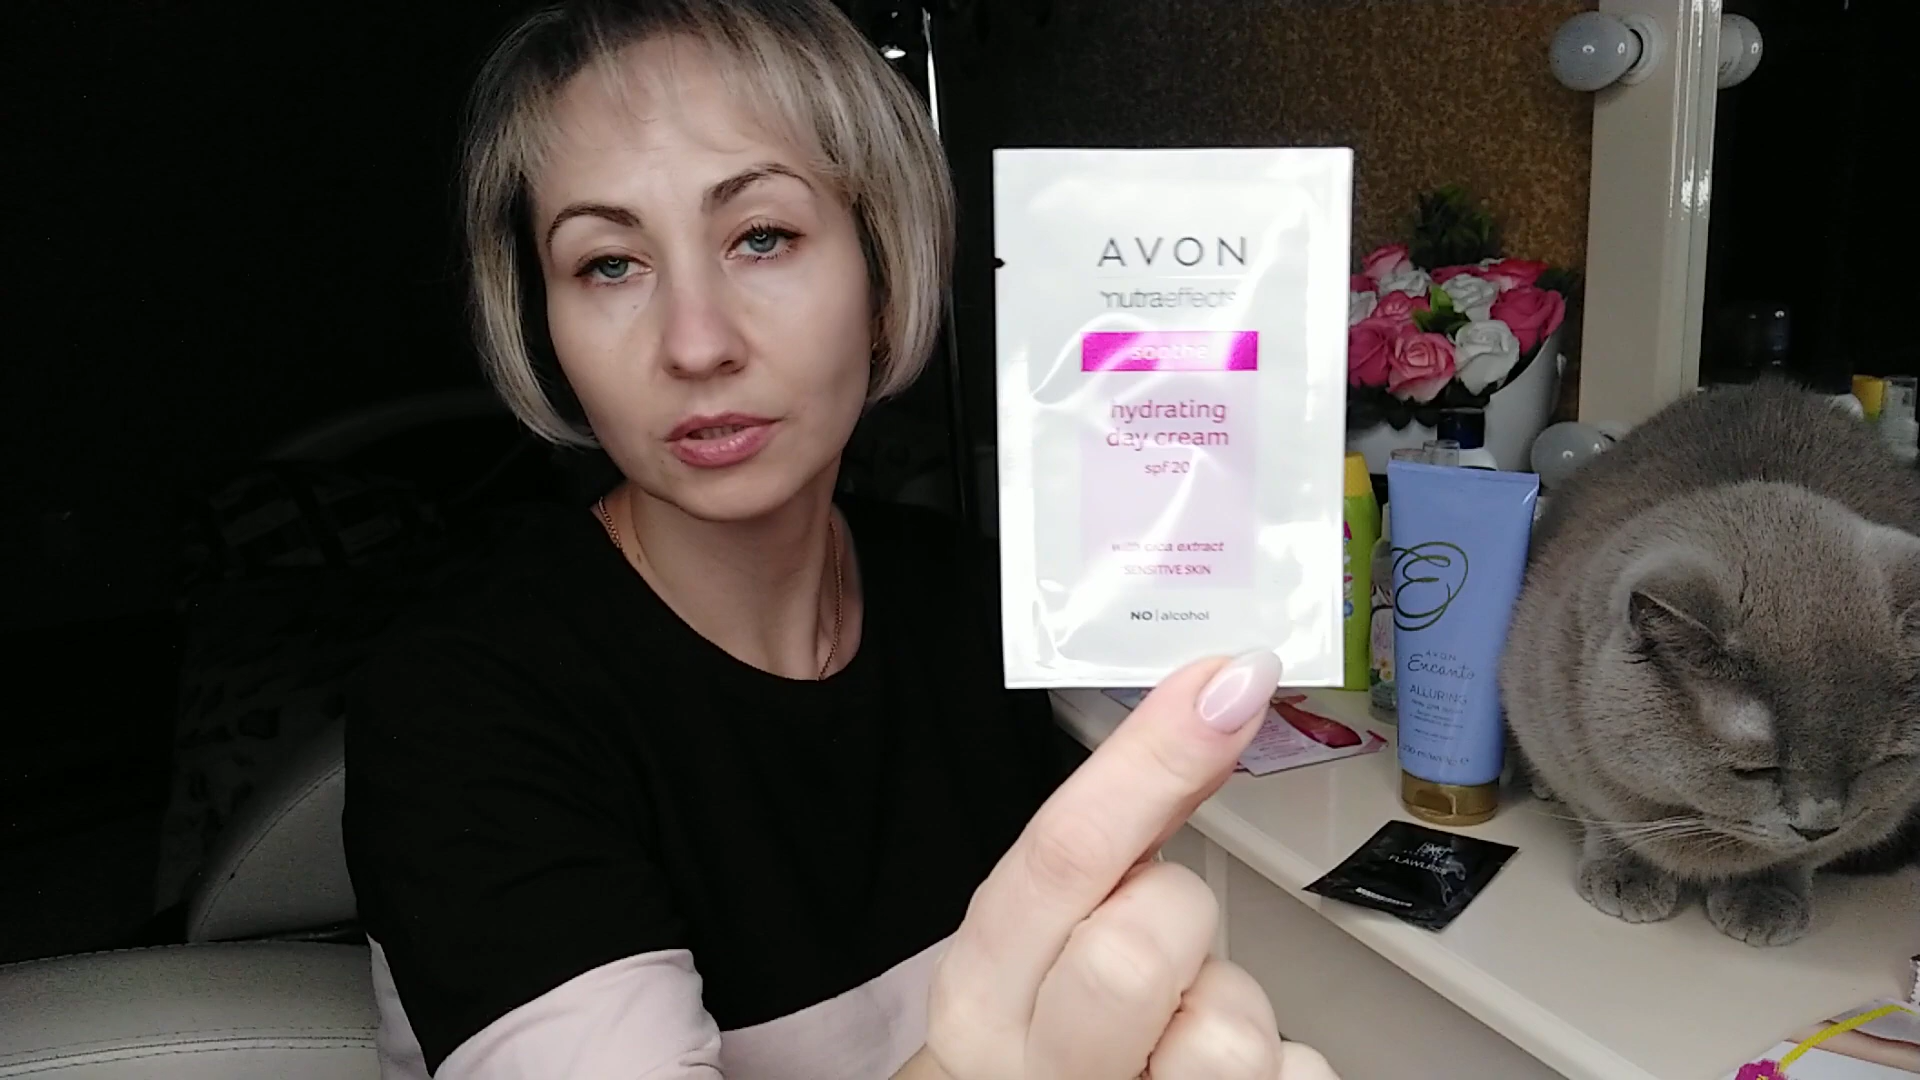 AVON
nutraeffects
soothe
hydrating
day cream
spf 20
with cica extract
SENSITIVE SKIN
NO | alcohol
AVON
Encanto
ALLURING
FLAWLESS